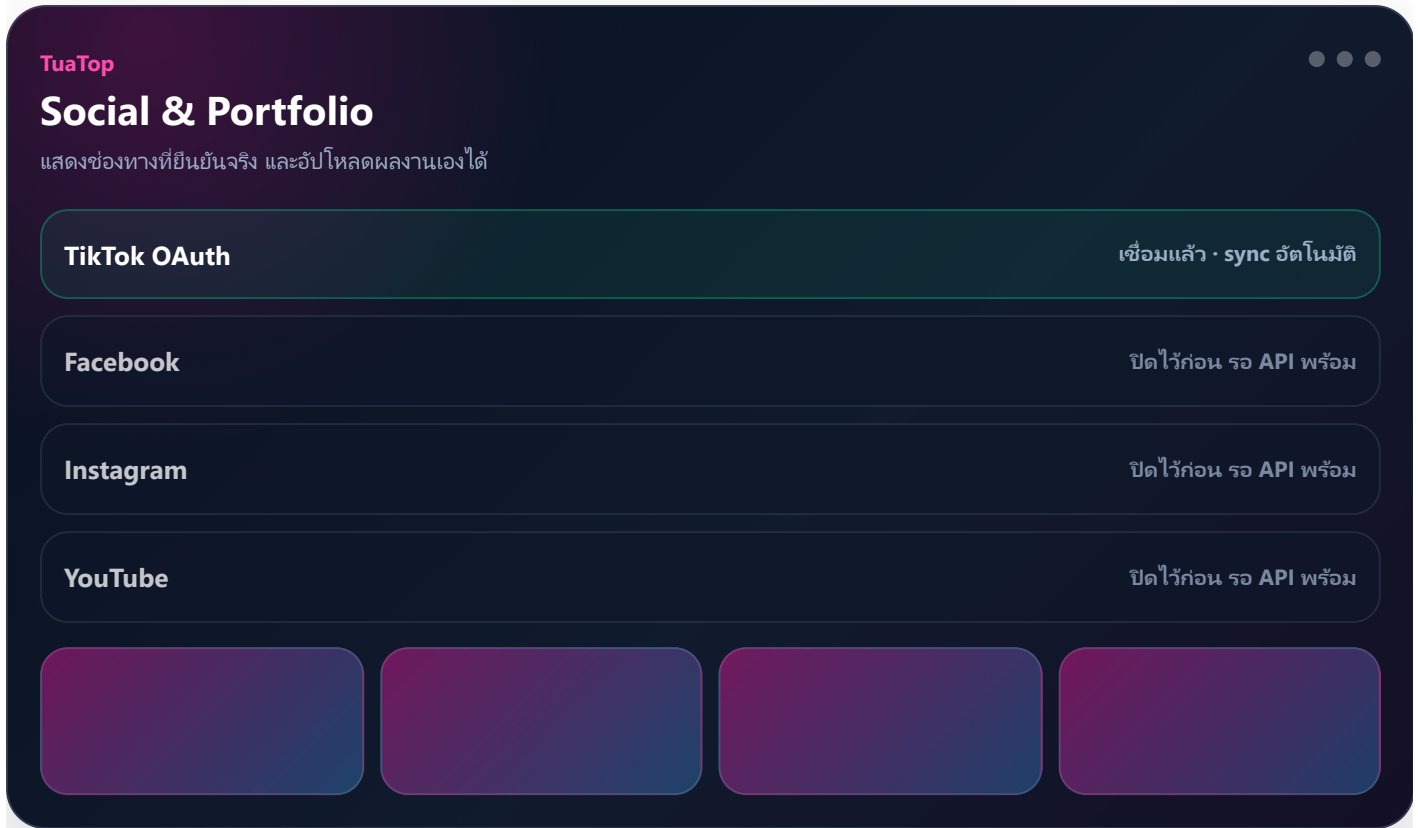 TuaTop
Social & Portfolio
แสดงช่องทางที่ยืนยันจริง และอัปโหลดผลงานเองได้
TikTok OAuth
เชื่อมแล้ว · sync อัตโนมัติ
Facebook
ปิดไว้ก่อน รอ API พร้อม
Instagram
ปิดไว้ก่อน รอ API พร้อม
YouTube
ปิดไว้ก่อน รอ API พร้อม